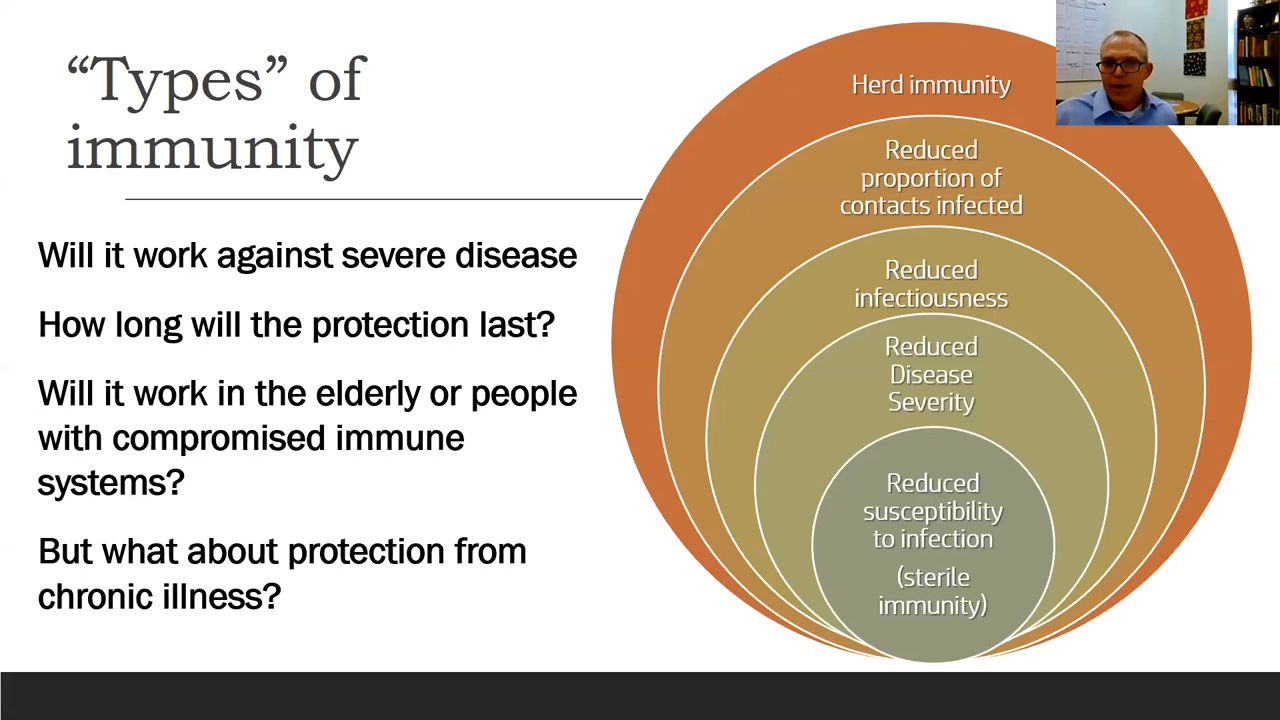 “Types” of
immunity
Will it work against severe disease
How long will the protection last?
Will it work in the elderly or people
with compromised immune
systems?
But what about protection from
chronic illness?
Herd immunity
Reduced
proportion of
contacts infected
Reduced
infectiousness
Reduced
Disease
Severity
Reduced
susceptibility
to infection
(sterile
immunity)